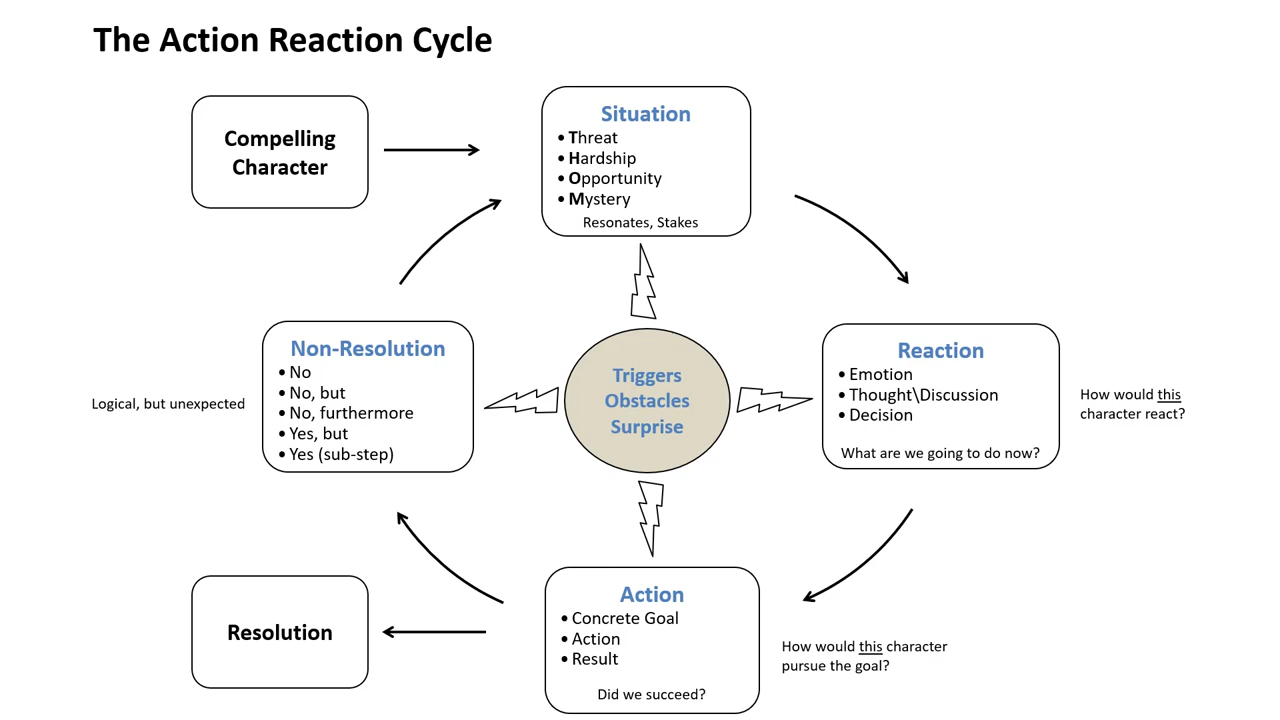 The Action Reaction Cycle
Compelling
Character
Situation
• Threat
• Hardship
• Opportunity
• Mystery
Resonates, Stakes
Non-Resolution
• No
• No, but
• No, furthermore
• Yes, but
• Yes (sub-step)
Logical, but unexpected
Triggers
Obstacles
Surprise
Reaction
• Emotion
• Thought\Discussion
• Decision
What are we going to do now?
How would this
character react?
Resolution
Action
• Concrete Goal
• Action
• Result
Did we succeed?
How would this character
pursue the goal?